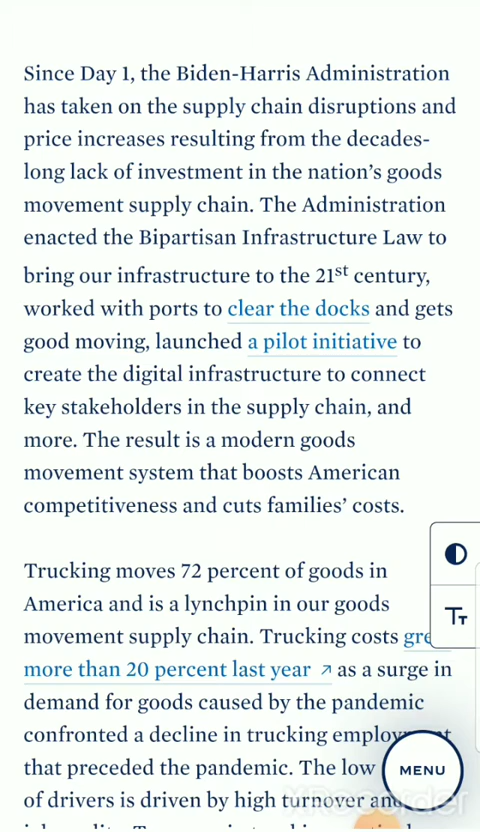 Since Day 1, the Biden-Harris Administration
has taken on the supply chain disruptions and
price increases resulting from the decades-
long lack of investment in the nation’s goods
movement supply chain. The Administration
enacted the Bipartisan Infrastructure Law to
bring our infrastructure to the 21st century,
worked with ports to clear the docks and gets
good moving, launched a pilot initiative to
create the digital infrastructure to connect
key stakeholders in the supply chain, and
more. The result is a modern goods
movement system that boosts American
competitiveness and cuts families’ costs.
Trucking moves 72 percent of goods in
America and is a lynchpin in our goods
movement supply chain. Trucking costs
more than 20 percent last year ↗ as a surge in
demand for goods caused by the pandemic
confronted a decline in trucking
that preceded the pandemic. The low
of drivers is driven by high turnover
TT
MENU
XRecorder